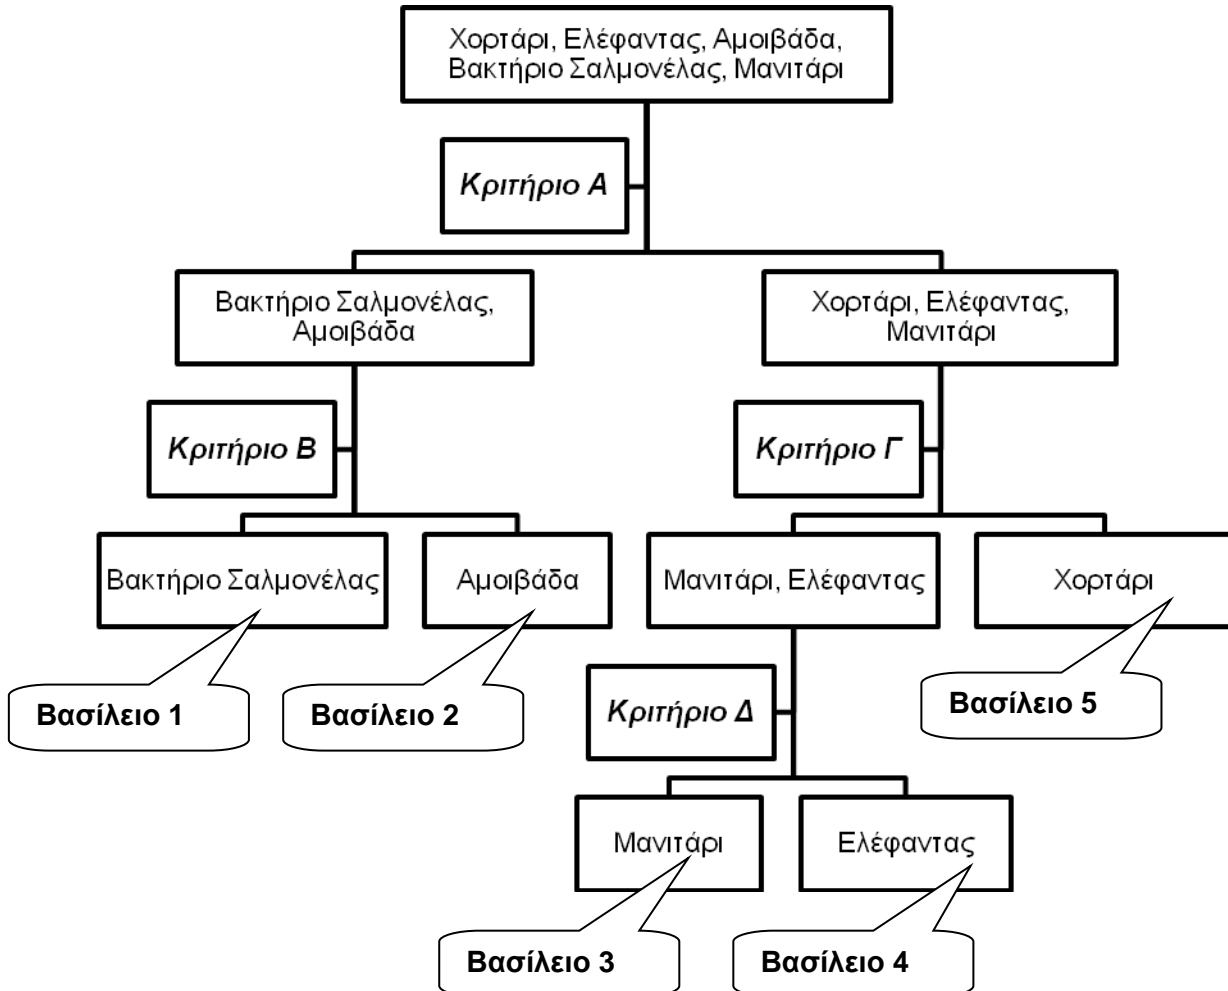 Χορτάρι, Ελέφαντας, Αμοιβάδα,
Βακτήριο Σαλμονέλας, Μανιτάρι
Κριτήριο Α
Βακτήριο Σαλμονέλας,
Αμοιβάδα
Χορτάρι, Ελέφαντας,
Μανιτάρι
Κριτήριο Β
Κριτήριο Γ
Βακτήριο Σαλμονέλας
Αμοιβάδα
Μανιτάρι, Ελέφαντας
Χορτάρι
Βασίλειο 1
Βασίλειο 2
Κριτήριο Δ
Βασίλειο 5
Μανιτάρι
Ελέφαντας
Βασίλειο 3
Βασίλειο 4